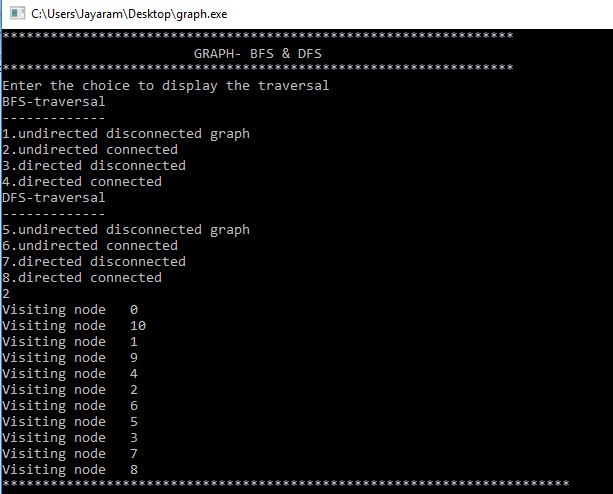 C:\Users\Jayaram\Desktop\graph.exe
****************************************************************
GRAPH- BFS & DFS
****************************************************************
Enter the choice to display the traversal
BFS-traversal
-------------
1.undirected disconnected graph
2.undirected connected
3.directed disconnected
4.directed connected
DFS-traversal
-------------
5.undirected disconnected graph
6.undirected connected
7.directed disconnected
8.directed connected
2
Visiting node   0
Visiting node   10
Visiting node   1
Visiting node   9
Visiting node   4
Visiting node   2
Visiting node   6
Visiting node   5
Visiting node   3
Visiting node   7
Visiting node   8
***********************************************************************